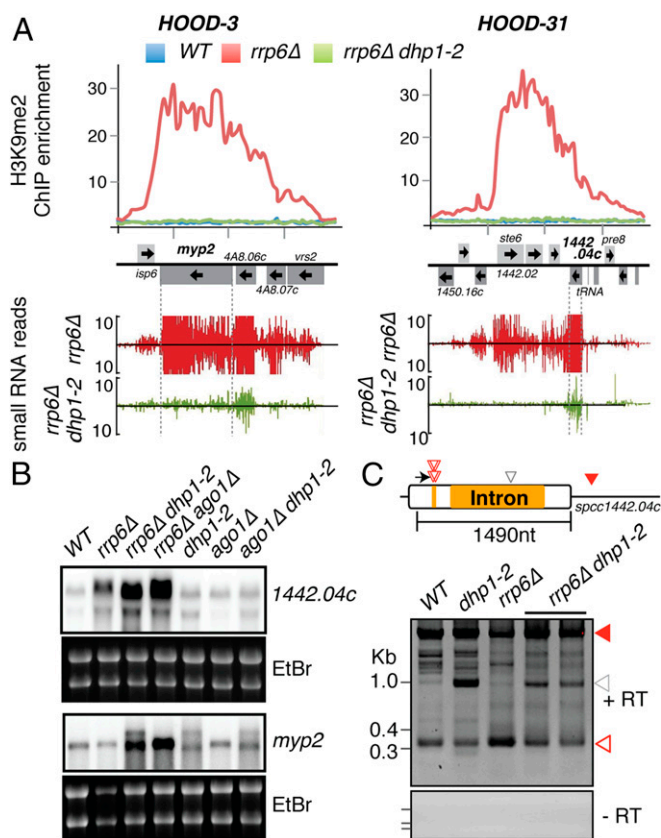 A
HOOD-3
HOOD-31
WT rrp6Δ rrp6Δ dhp1-2
H3K9me2
ChIP enrichment
30
20
10
30
20
10
myp2 4A8.06c vrs2
isp6
4A8.07c
ste6 1442 .04c pre8
1450.16c 1442.02 tRNA
small RNA reads
rrp6Δ
10
10
rrp6Δ
dhp1-2
10
rrp6Δ
10
10
rrp6Δ
dhp1-2
10
B
WT
rrp6Δ
rrp6Δ dhp1-2
rrp6Δ ago1Δ
dhp1-2
ago1Δ
ago1Δ dhp1-2
1442.04c
EtBr
myp2
EtBr
C
Intron
spcc1442.04c
1490nt
WT
dhp1-2
rrp6Δ
rrp6Δ dhp1-2
Kb
1.0
0.4
0.3
+ RT
- RT